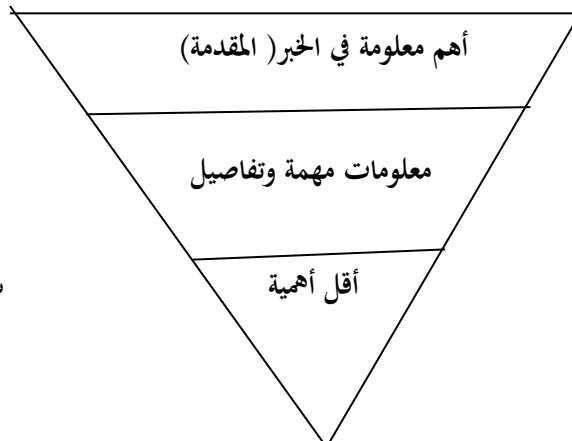 أهم معلومة في الخبر( المقدمة)
معلومات مهمة وتفاصيل
أقل أهمية